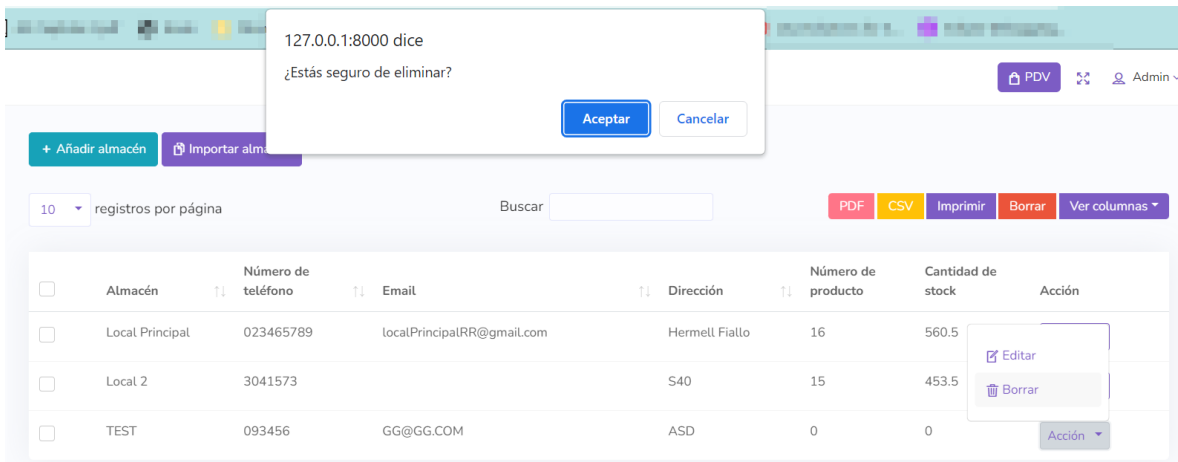 127.0.0.1:8000 dice
¿Estás seguro de eliminar?
Aceptar Cancelar
PDV Admin
+ Añadir almacén Importar
registros por página
10
Buscar
PDF CSV Imprimir Borrar Ver columnas
Almacén Número de teléfono Email Dirección Número de producto Cantidad de stock Acción
Local Principal 023465789 localPrincipalRR@gmail.com Hermell Fiallo 16 560.5
Editar
Local 2 3041573 S40 15 453.5
Borrar
TEST 093456 GG@GG.COM ASD 0 0 Acción